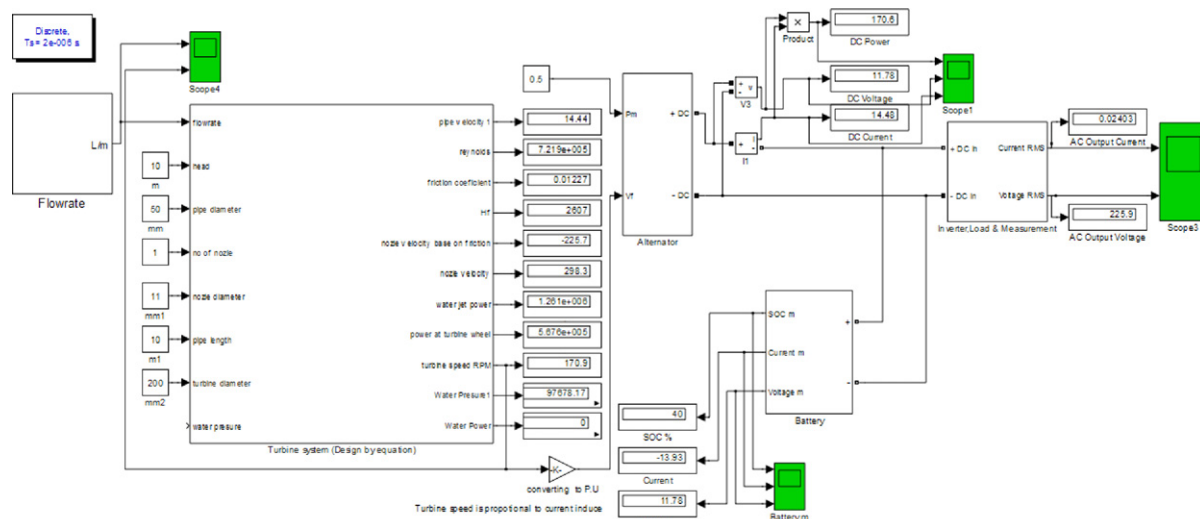 Discrete,
Ts = 2e-006 s
Scope4
L/m
Flowrate
10
m
50
mm
1
11
mm1
10
m1
200
mm2
flowrate
head
pipe diameter
no of nozle
nozle diameter
pipe length
turbine diameter
water presure
pipe velocity 1
reynolds
friction coeficient
Hf
nozle velocity base on friction
nozle velocity
water jet power
power at turbine wheel
turbine speed RPM
Water Presure1
Water Power
Turbine system (Design by equation)
14.44
7.219e+005
0.01227
2607
-225.7
298.3
1.261e+006
5.676e+005
170.9
97678.17
0
-K-
converting to P.U
Turbine speed is propotional to current induce
0.5
Pm
Vf
+ DC
- DC
Alternator
+
-
v
V3
+
i
-
I1
×
Product
170.6
DC Power
11.78
DC Voltage
14.48
DC Current
Scope1
+ DC In
- DC In
Current RMS
Voltage RMS
Inverter,Load & Measurement
0.02403
AC Output Current
225.9
AC Output Voltage
Scope3
SOC m
Current m
Voltage m
+
-
Battery
40
SOC %
-13.93
Current
11.78
Battery m